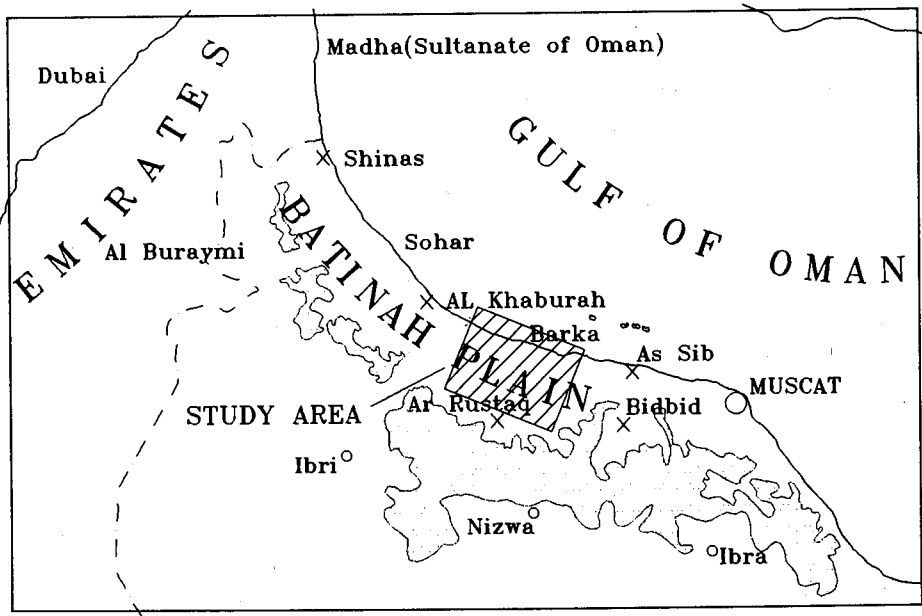 Madha(Sultanate of Oman)
Dubai
EMIRATES
GULF OF OMAN
Shinas
BATINAH PLAIN
Sohar
Al Buraymi
AL Khaburah
Barka
As Sib
MUSCAT
STUDY AREA
Ar Rustaq
Bidbid
Ibri
Nizwa
Ibra